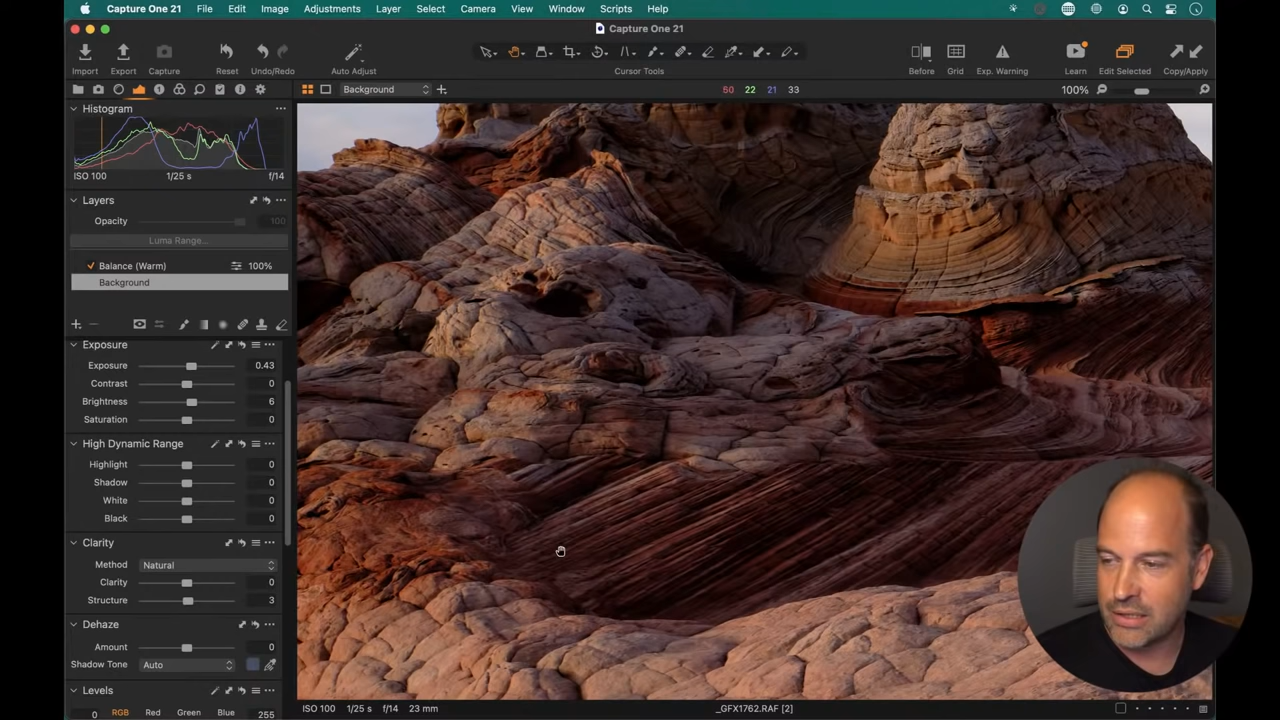 Capture One 21 File Edit Image Adjustments Layer Select Camera View Window Scripts Help
Capture One 21
Import Export Capture Reset Undo/Redo Auto Adjust Cursor Tools Before Grid Exp. Warning Learn Edit Selected Copy/Apply
Background 50 22 21 33 100%
Histogram
ISO 100 1/25 s f/14
Layers
Opacity 100
Luma Range...
Balance (Warm) 100%
Background
Exposure
Exposure 0.43
Contrast 0
Brightness 6
Saturation 0
High Dynamic Range
Highlight 0
Shadow 0
White 0
Black 0
Clarity
Method Natural
Clarity 0
Structure 3
Dehaze
Amount 0
Shadow Tone Auto
Levels
0 RGB Red Green Blue 255
ISO 100 1/25 s f/14 23 mm _GFX1762.RAF [2]